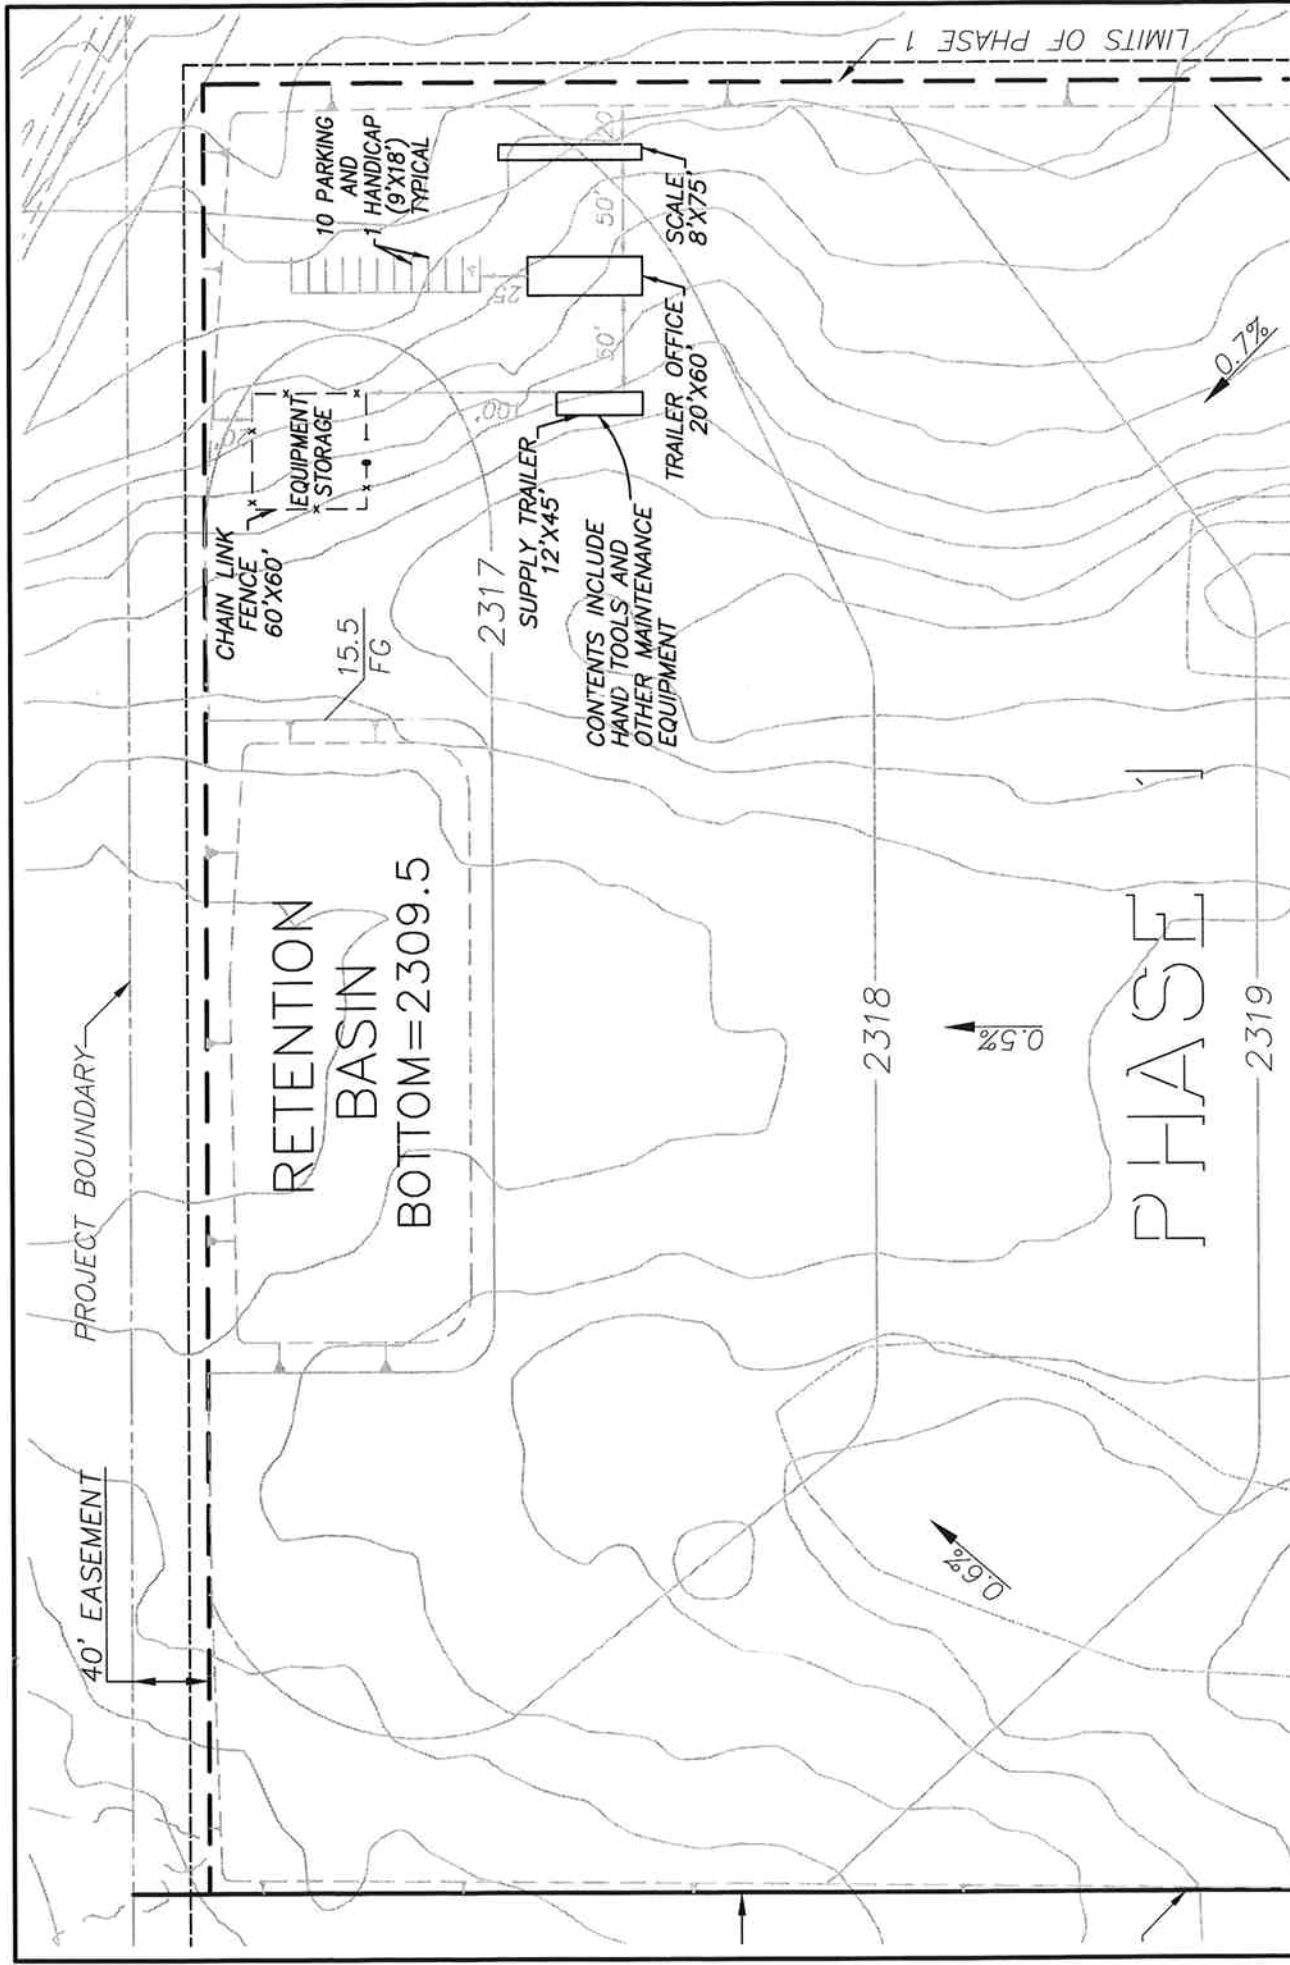 LIMITS OF PHASE 1
10 PARKING
AND
1 HANDICAP
(9'X18')
TYPICAL
20'
50'
SCALE
8'X75'
25'
TRAILER OFFICE
20'X60'
60'
EQUIPMENT
STORAGE
20'
100'
CHAIN LINK
FENCE
60'X60'
SUPPLY TRAILER
12'X45'
CONTENTS INCLUDE
HAND TOOLS AND
OTHER MAINTENANCE
EQUIPMENT
15.5
FG
2317
0.7%
PROJECT BOUNDARY
RETENTION
BASIN
BOTTOM=2309.5
2318
0.5%
PHASE 1
2319
40' EASEMENT
0.6%